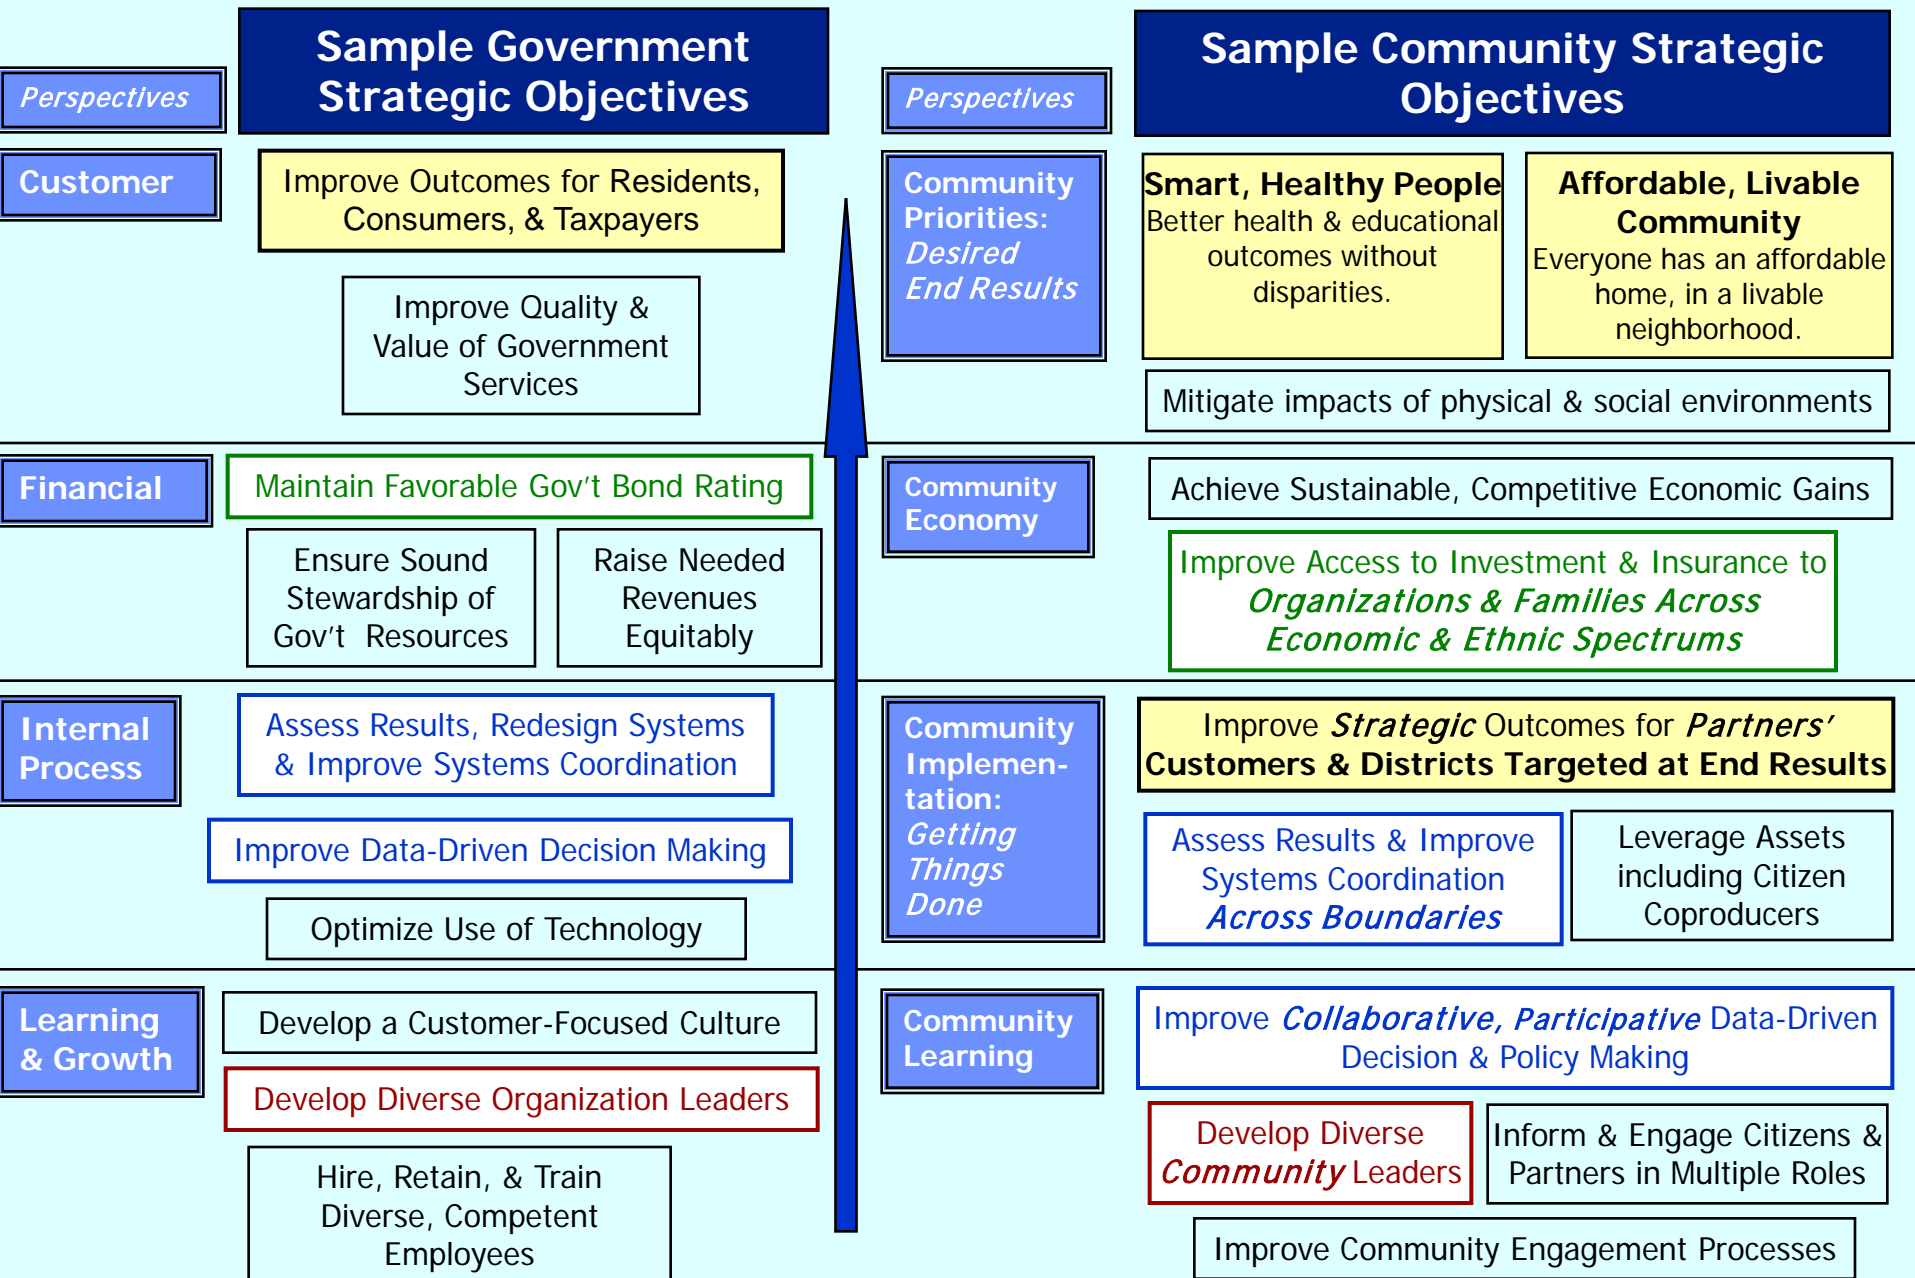 Perspectives
Sample Government
Strategic Objectives
Customer
Improve Outcomes for Residents,
Consumers, & Taxpayers
Improve Quality &
Value of Government
Services
Financial
Maintain Favorable Gov't Bond Rating
Ensure Sound
Stewardship of
Gov't Resources
Raise Needed
Revenues
Equitably
Internal
Process
Assess Results, Redesign Systems
& Improve Systems Coordination
Improve Data-Driven Decision Making
Optimize Use of Technology
Learning
& Growth
Develop a Customer-Focused Culture
Develop Diverse Organization Leaders
Hire, Retain, & Train
Diverse, Competent
Employees
Perspectives
Sample Community Strategic
Objectives
Community
Priorities:
Desired
End Results
Smart, Healthy People
Better health & educational
outcomes without
disparities.
Affordable, Livable
Community
Everyone has an affordable
home, in a livable
neighborhood.
Mitigate impacts of physical & social environments
Community
Economy
Achieve Sustainable, Competitive Economic Gains
Improve Access to Investment & Insurance to
Organizations & Families Across
Economic & Ethnic Spectrums
Community
Implemen-
tation:
Getting
Things
Done
Improve Strategic Outcomes for Partners'
Customers & Districts Targeted at End Results
Assess Results & Improve
Systems Coordination
Across Boundaries
Leverage Assets
including Citizen
Coproducers
Community
Learning
Improve Collaborative, Participative Data-Driven
Decision & Policy Making
Develop Diverse
Community Leaders
Inform & Engage Citizens &
Partners in Multiple Roles
Improve Community Engagement Processes